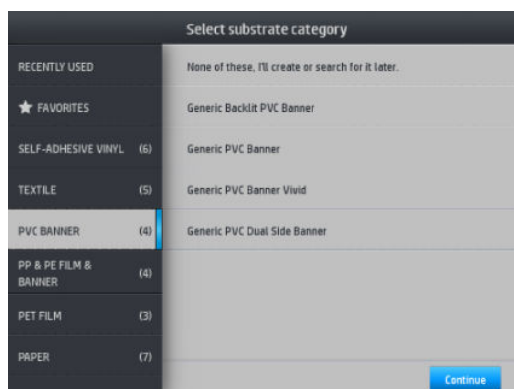 Select substrate category
RECENTLY USED
FAVORITES
SELF-ADHESIVE VINYL (6)
TEXTILE (5)
PVC BANNER (4)
PP & PE FILM &
BANNER (4)
PET FILM (3)
PAPER (7)
None of these, I'll create or search for it later.
Generic Backlit PVC Banner
Generic PVC Banner
Generic PVC Banner Vivid
Generic PVC Dual Side Banner
Continue